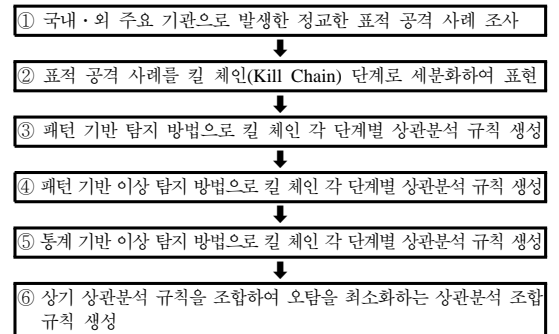 ① 국내・외 주요 기관으로 발생한 정교한 표적 공격 사례 조사
② 표적 공격 사례를 킬 체인(Kill Chain) 단계로 세분화하여 표현
③ 패턴 기반 탐지 방법으로 킬 체인 각 단계별 상관분석 규칙 생성
④ 패턴 기반 이상 탐지 방법으로 킬 체인 각 단계별 상관분석 규칙 생성
⑤ 통계 기반 이상 탐지 방법으로 킬 체인 각 단계별 상관분석 규칙 생성
⑥ 상기 상관분석 규칙을 조합하여 오탐을 최소화하는 상관분석 조합
규칙 생성